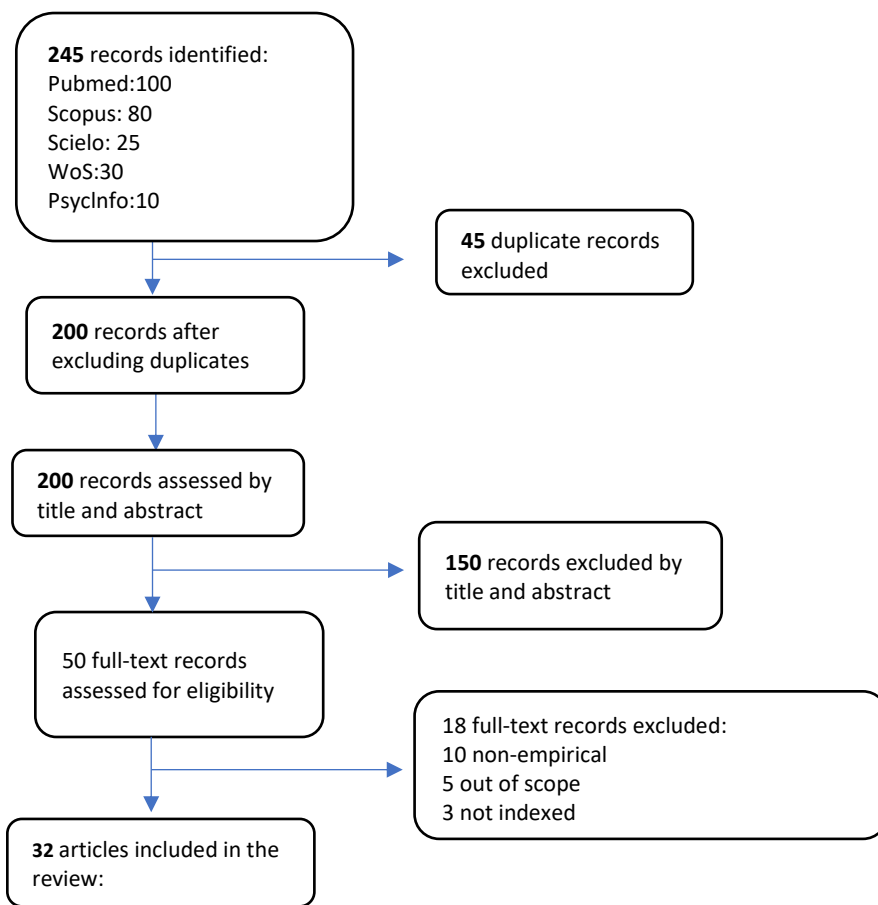 245 records identified:
Pubmed:100
Scopus: 80
Scielo: 25
WoS:30
PsycInfo:10
45 duplicate records
excluded
200 records after
excluding duplicates
200 records assessed by
title and abstract
150 records excluded by
title and abstract
50 full-text records
assessed for eligibility
18 full-text records excluded:
10 non-empirical
5 out of scope
3 not indexed
32 articles included in the
review: